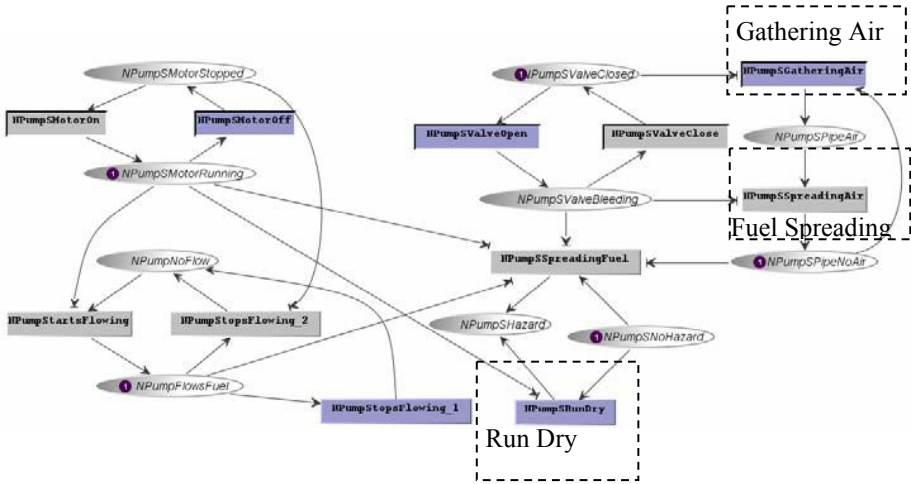 Gathering Air
NPumpSMotorStopped
1 NPumpSValveClosed
NPumpSGatheringAir
NPumpSMotorOn
NPumpSMotorOff
NPumpSValveOpen
NPumpSValveClose
NPumpSPipeAir
1 NPumpSMotorRunning
NPumpSValveBleeding
NPumpSSpreadingAir
Fuel Spreading
NPumpNoFlow
NPumpSSpreadingFuel
1 NPumpSPipeNoAir
NPumpStartsFlowing
NPumpStopsFlowing_2
NPumpSHazard
1 NPumpSNoHazard
1 NPumpFlowsFuel
NPumpStopsFlowing_1
NPumpSRunDry
Run Dry